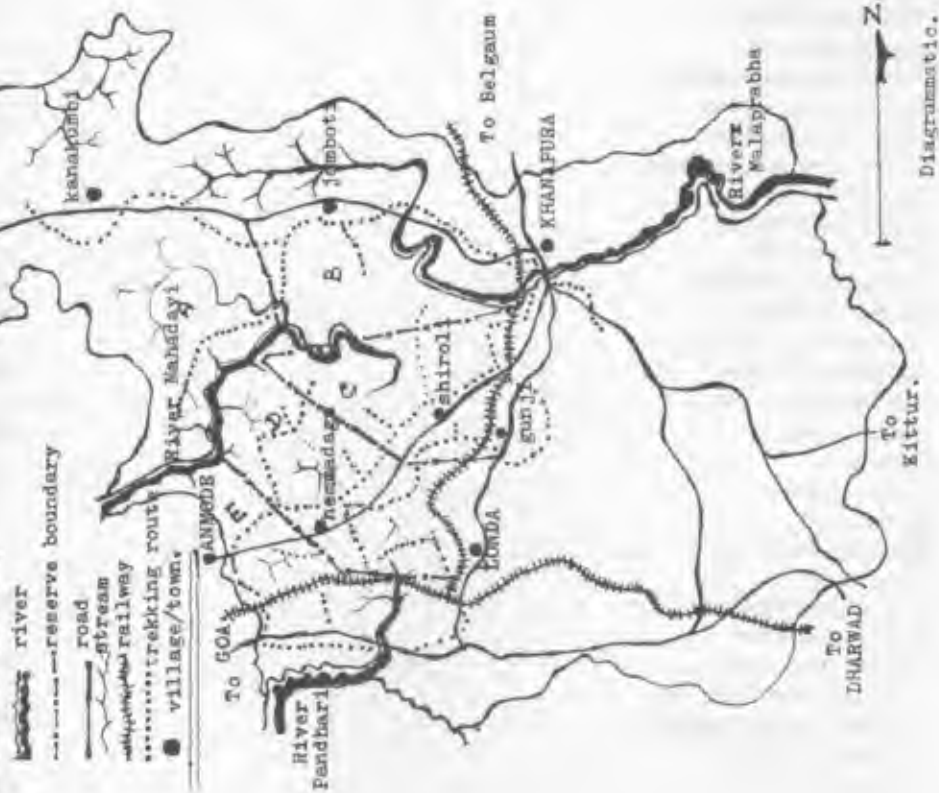 river
reserve boundary
road
stream
railway
trekking route
village/town.
kanakumbi
River Mahadayi
A
jamboti
To Belgaum
ANMODE
B
KHANAPURA
River
Malaprabha
N
Diagrammatic.
shiroli
C
D
E
hemmadaga
gunji
LONDA
To GOA
River
Pandhari
To
Kittur.
To
DHARWAD